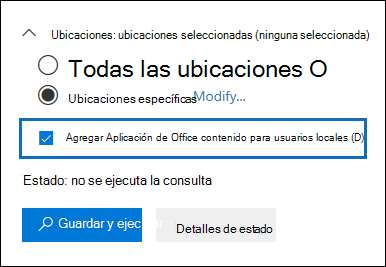 Ubicaciones: ubicaciones seleccionadas (ninguna seleccionada)
Todas las ubicaciones O
Ubicaciones específicas Modify...
Agregar Aplicación de Office contenido para usuarios locales (D)
Estado: no se ejecuta la consulta
Guardar y ejecutar
Detalles de estado